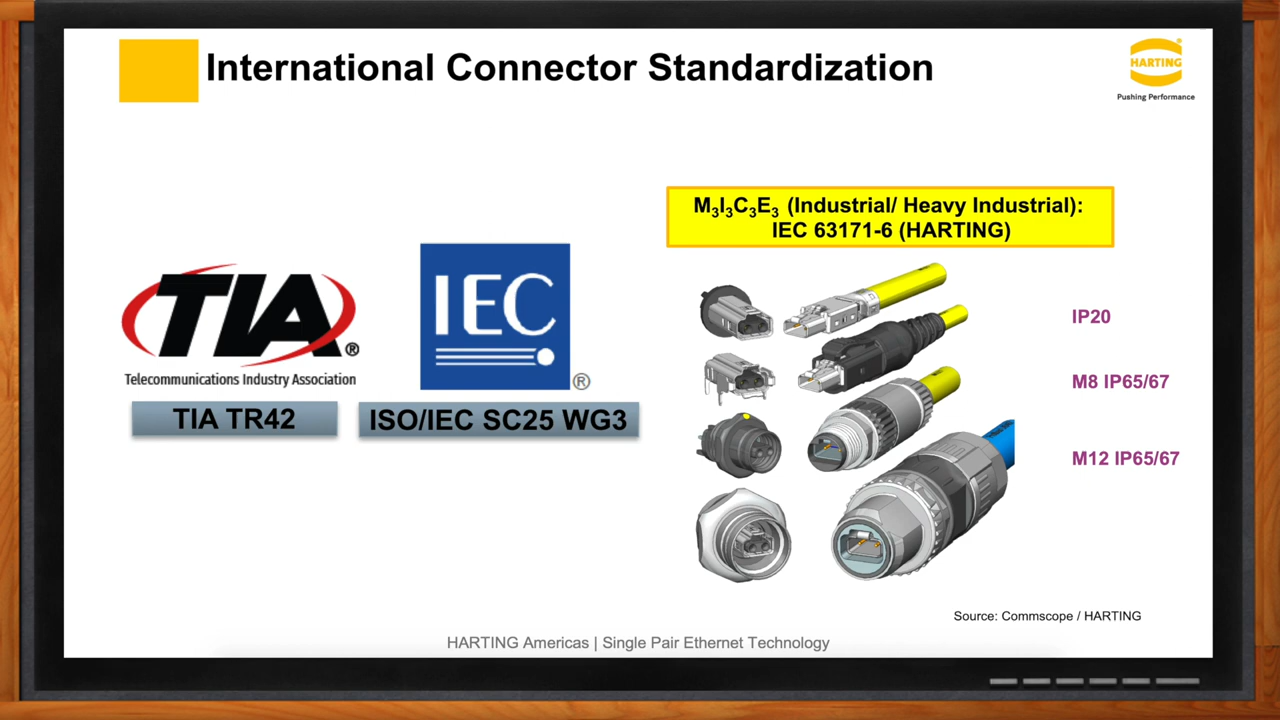 International Connector Standardization
HARTING
Pushing Performance
M₃I₃C₃E₃ (Industrial/ Heavy Industrial):
IEC 63171-6 (HARTING)
TIA®
Telecommunications Industry Association
TIA TR42
IEC®
ISO/IEC SC25 WG3
IP20
M8 IP65/67
M12 IP65/67
Source: Commscope / HARTING
HARTING Americas | Single Pair Ethernet Technology